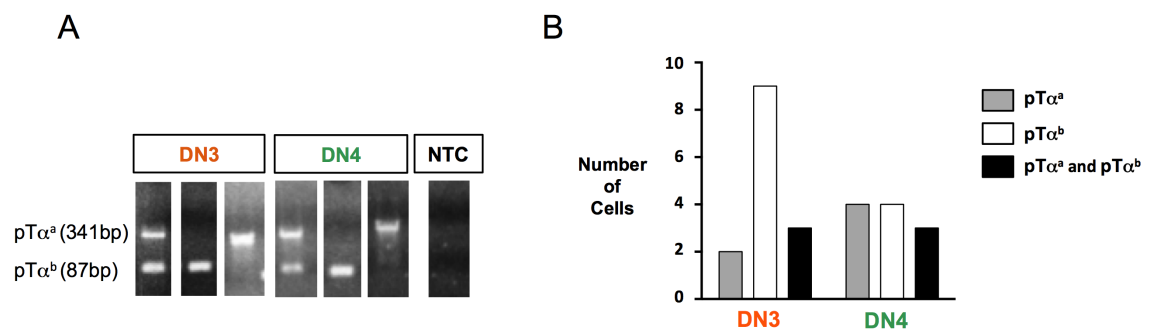 A
DN3 DN4 NTC
pTαᵃ (341bp)
pTαᵇ (87bp)
B
10
8
6
4
2
0
Number
of
Cells
DN3 DN4
pTαᵃ
pTαᵇ
pTαᵃ and pTαᵇ